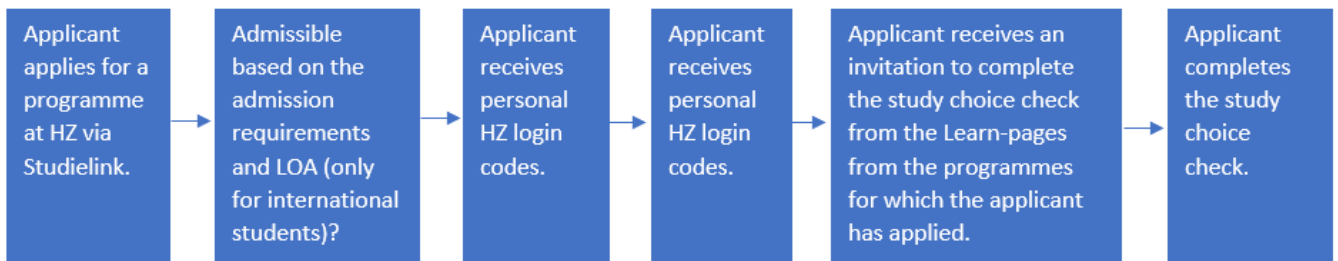 Applicant
applies for a
programme
at HZ via
Studielink.
Admissible
based on the
admission
requirements
and LOA (only
for international
students)?
Applicant
receives
personal
HZ login
codes.
Applicant
receives
personal
HZ login
codes.
Applicant receives an
invitation to complete
the study choice check
from the Learn-pages
from the programmes
for which the applicant
has applied.
Applicant
completes
the study
choice
check.